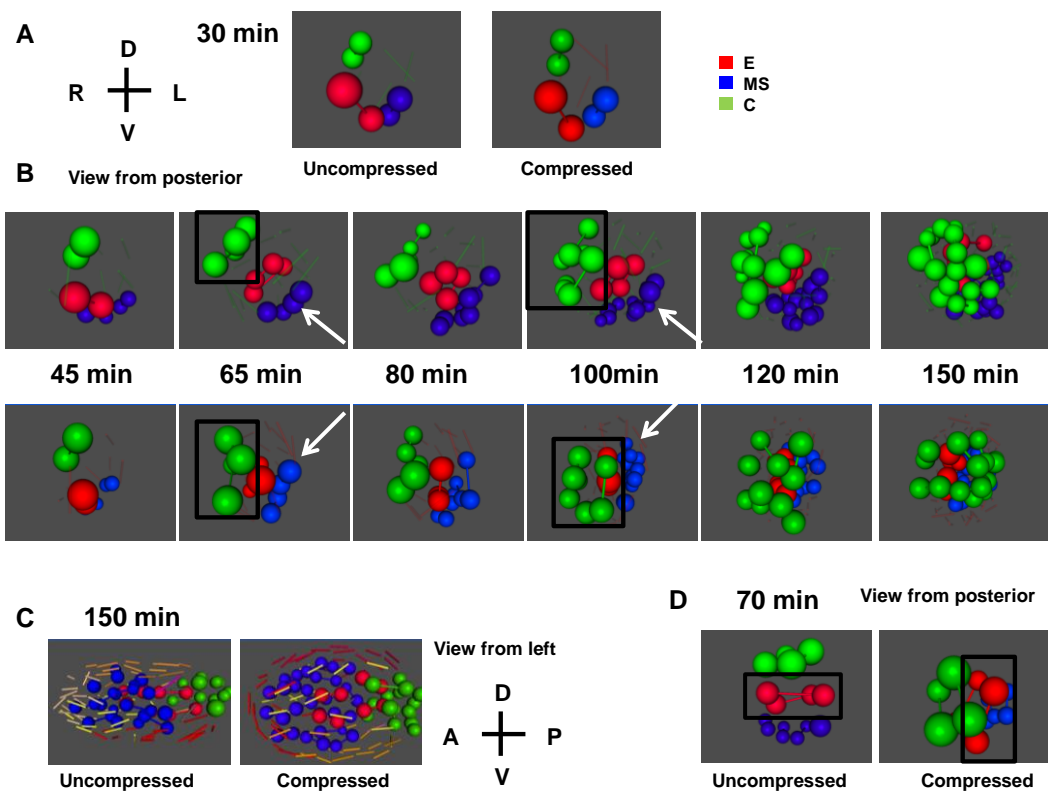 A
30 min
D
R
L
V
E
MS
C
Uncompressed
Compressed
B
View from posterior
45 min
65 min
80 min
100min
120 min
150 min
C
150 min
View from left
D
A
P
V
Uncompressed
Compressed
D
70 min
View from posterior
Uncompressed
Compressed